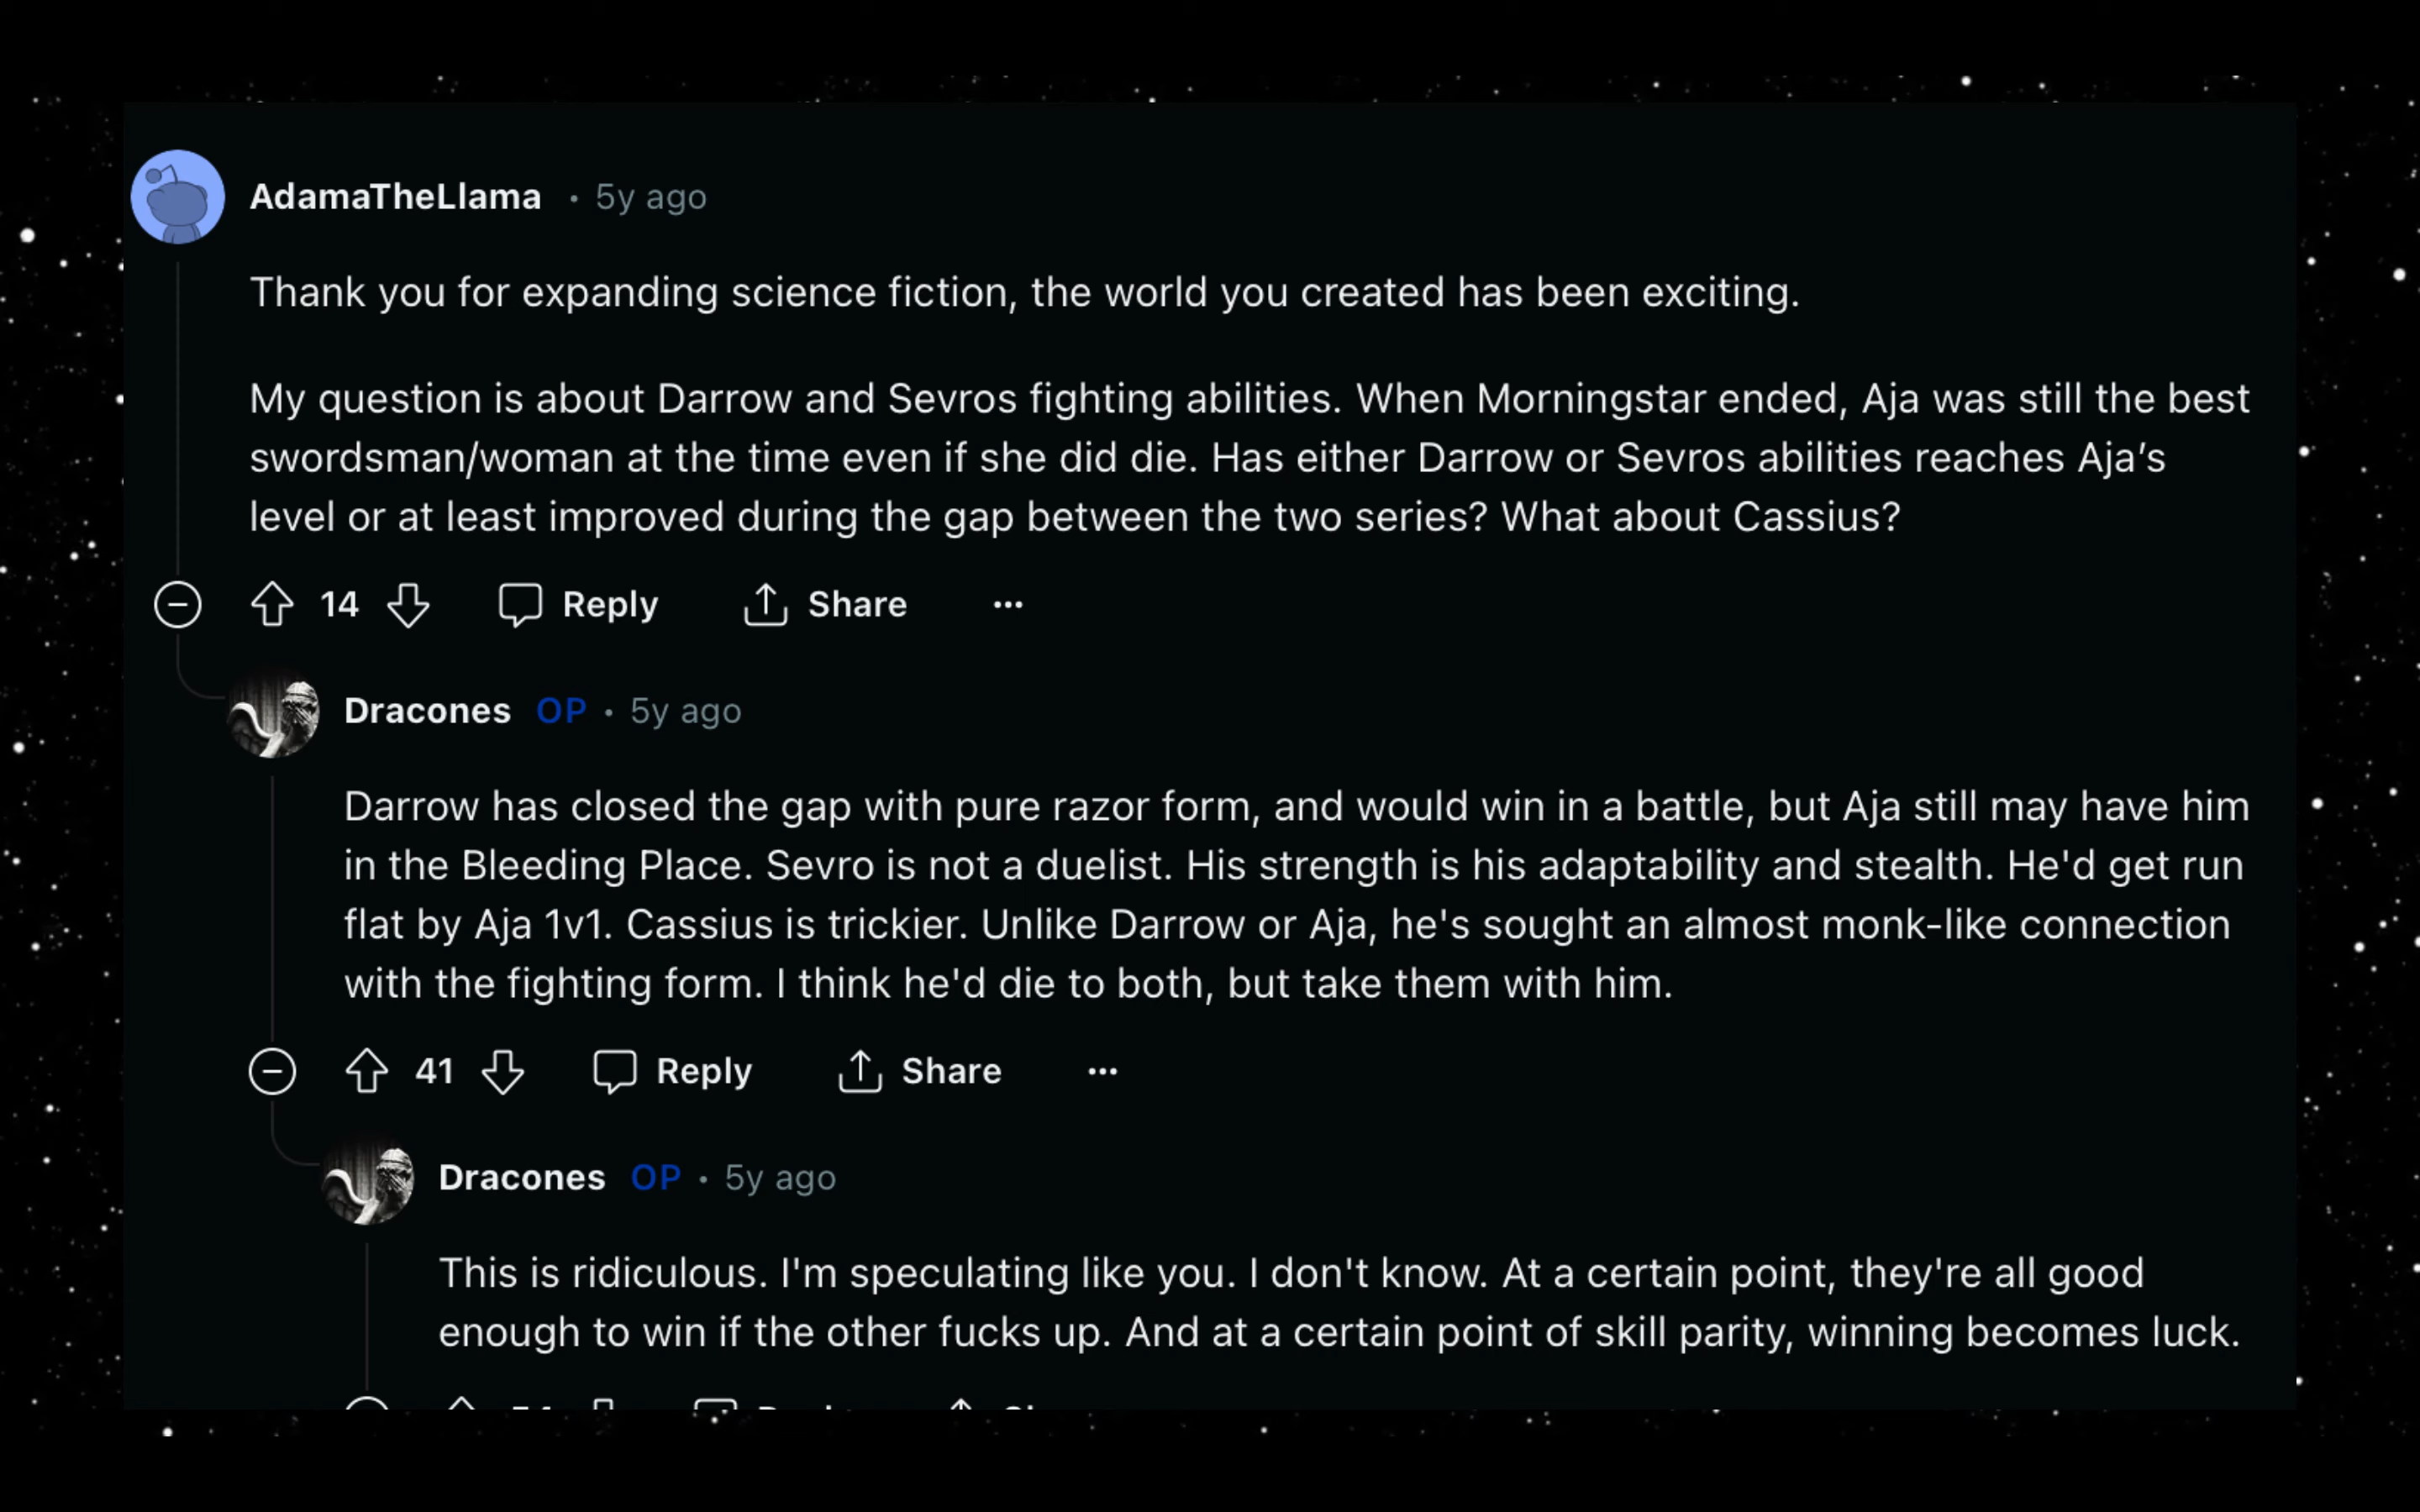 AdamaTheLlama • 5y ago
Thank you for expanding science fiction, the world you created has been exciting.
My question is about Darrow and Sevros fighting abilities. When Morningstar ended, Aja was still the best
swordsman/woman at the time even if she did die. Has either Darrow or Sevros abilities reaches Aja’s
level or at least improved during the gap between the two series? What about Cassius?
14 Reply Share ...
Dracones OP • 5y ago
Darrow has closed the gap with pure razor form, and would win in a battle, but Aja still may have him
in the Bleeding Place. Sevro is not a duelist. His strength is his adaptability and stealth. He'd get run
flat by Aja 1v1. Cassius is trickier. Unlike Darrow or Aja, he's sought an almost monk-like connection
with the fighting form. I think he'd die to both, but take them with him.
41 Reply Share ...
Dracones OP • 5y ago
This is ridiculous. I'm speculating like you. I don't know. At a certain point, they're all good
enough to win if the other fucks up. And at a certain point of skill parity, winning becomes luck.